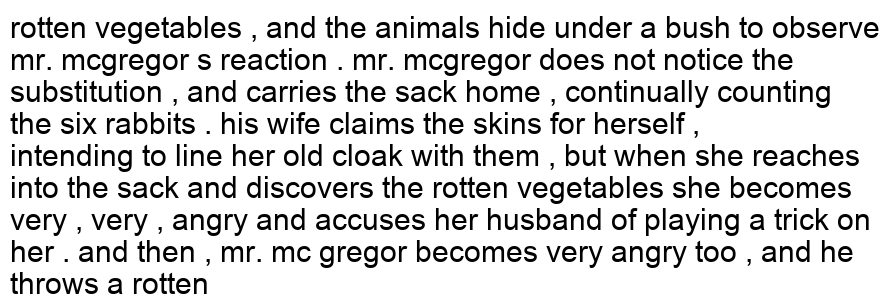 rotten vegetables , and the animals hide under a bush to observe
mr. mcgregor s reaction . mr. mcgregor does not notice the
substitution , and carries the sack home , continually counting
the six rabbits . his wife claims the skins for herself ,
intending to line her old cloak with them , but when she reaches
into the sack and discovers the rotten vegetables she becomes
very , very , angry and accuses her husband of playing a trick on
her . and then , mr. mc gregor becomes very angry too , and he
throws a rotten